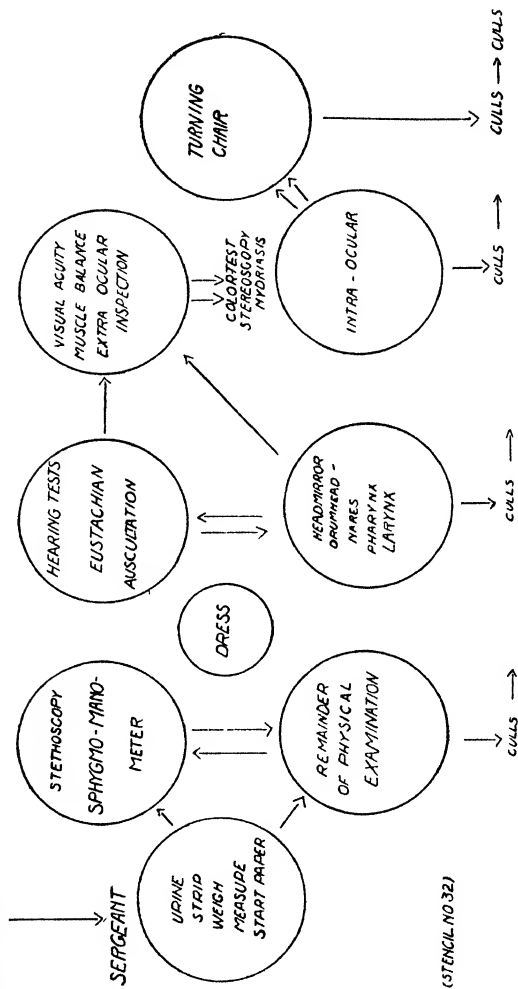 SERGEANT
URINE
STRIP
WEIGH
MEASURE
START PAPER
STETHOSCOPY
SPHYGMO-MANO-
METER
REMAINDER
OF PHYSICAL
EXAMINATION
CULLS
DRESS
HEARING TESTS
EUSTACHIAN
AUSCULTATION
HEADMIRROR
DRUMHEAD-
NARES
PHARYNX
LARYNX
CULLS
VISUAL ACUITY
MUSCLE BALANCE
EXTRA OCULAR
INSPECTION
COLORTEST
STEREOSCOPY
MYDRIASIS
INTRA-OCULAR
CULLS
TURNING
CHAIR
CULLS CULLS
(STENCIL NO 32)